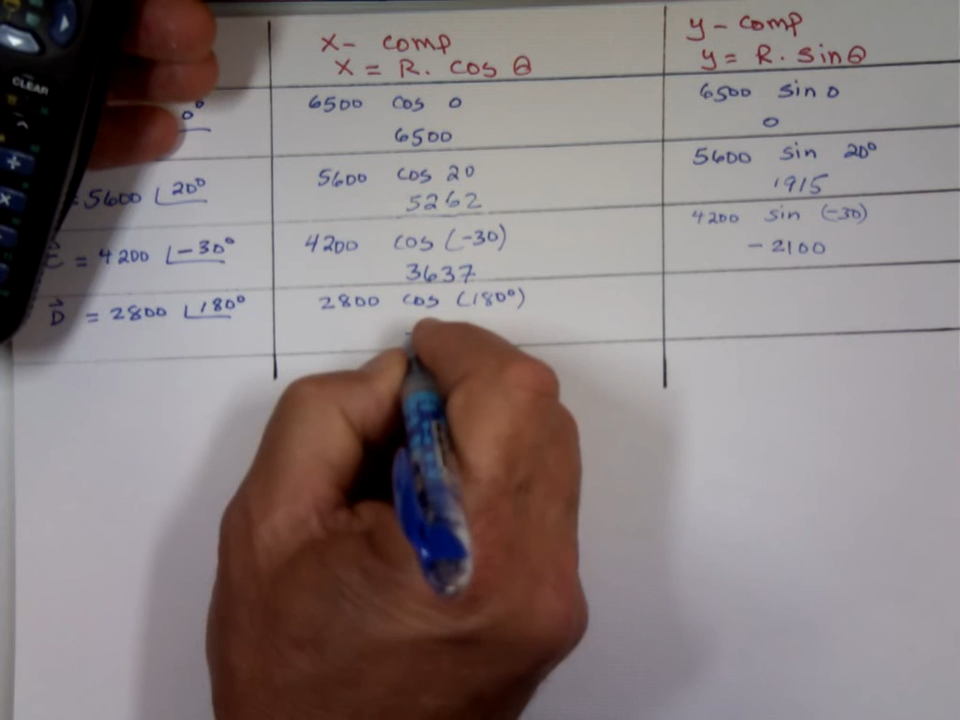 CLEAR
x- comp
x = R. cos θ
y - comp
y = R. sinθ
0°
6500 cos 0
6500
6500 sin 0
0
= 5600 ∠20°
5600 cos 20
5262
5600 sin 20°
1915
C = 4200 ∠-30°
4200 cos (-30)
3637
4200 sin (-30)
- 2100
D = 2800 ∠180°
2800 cos (180°)